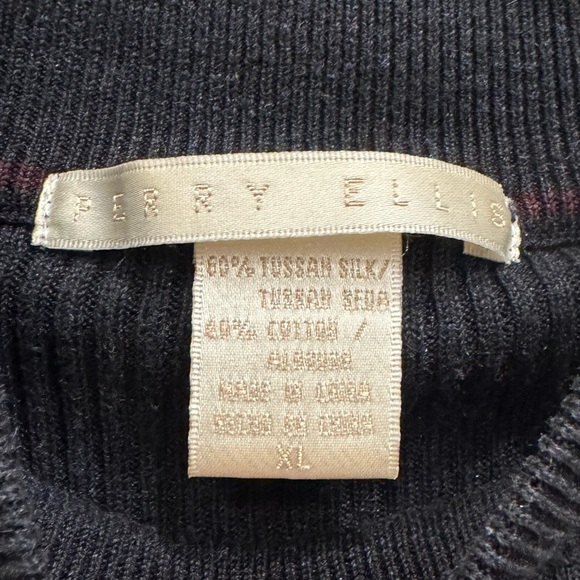 PERRY ELLIS
60% TUSSAH SILK/
TUSSAH SEDA
40% COTTON /
ALGODON
MADE IN CHINA
HECHO EN CHINA
XL